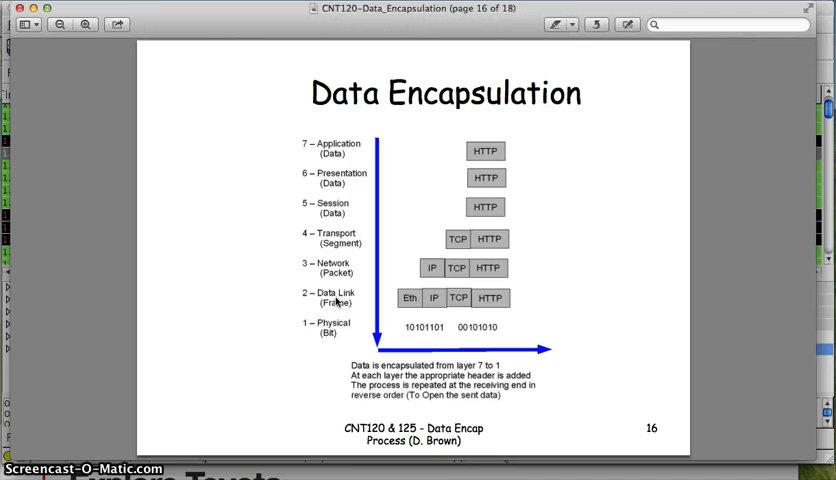 CNT120-Data_Encapsulation (page 16 of 18)
Data Encapsulation
7 – Application
(Data)
HTTP
6 – Presentation
(Data)
HTTP
5 – Session
(Data)
HTTP
4 – Transport
(Segment)
TCP HTTP
3 – Network
(Packet)
IP TCP HTTP
2 – Data Link
(Frame)
Eth IP TCP HTTP
1 – Physical
(Bit)
10101101 00101010
Data is encapsulated from layer 7 to 1
At each layer the appropriate header is added
The process is repeated at the receiving end in
reverse order (To Open the sent data)
CNT120 & 125 - Data Encap
Process (D. Brown)
16
Screencast-O-Matic.com